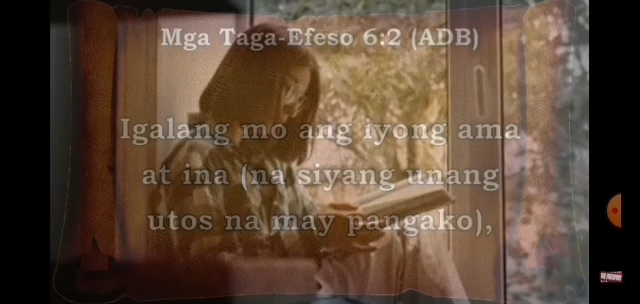 Mga Taga-Efeso 6:2 (ADB)
Igalang mo ang iyong ama
at ina (na siyang unang
utos na may pangako),